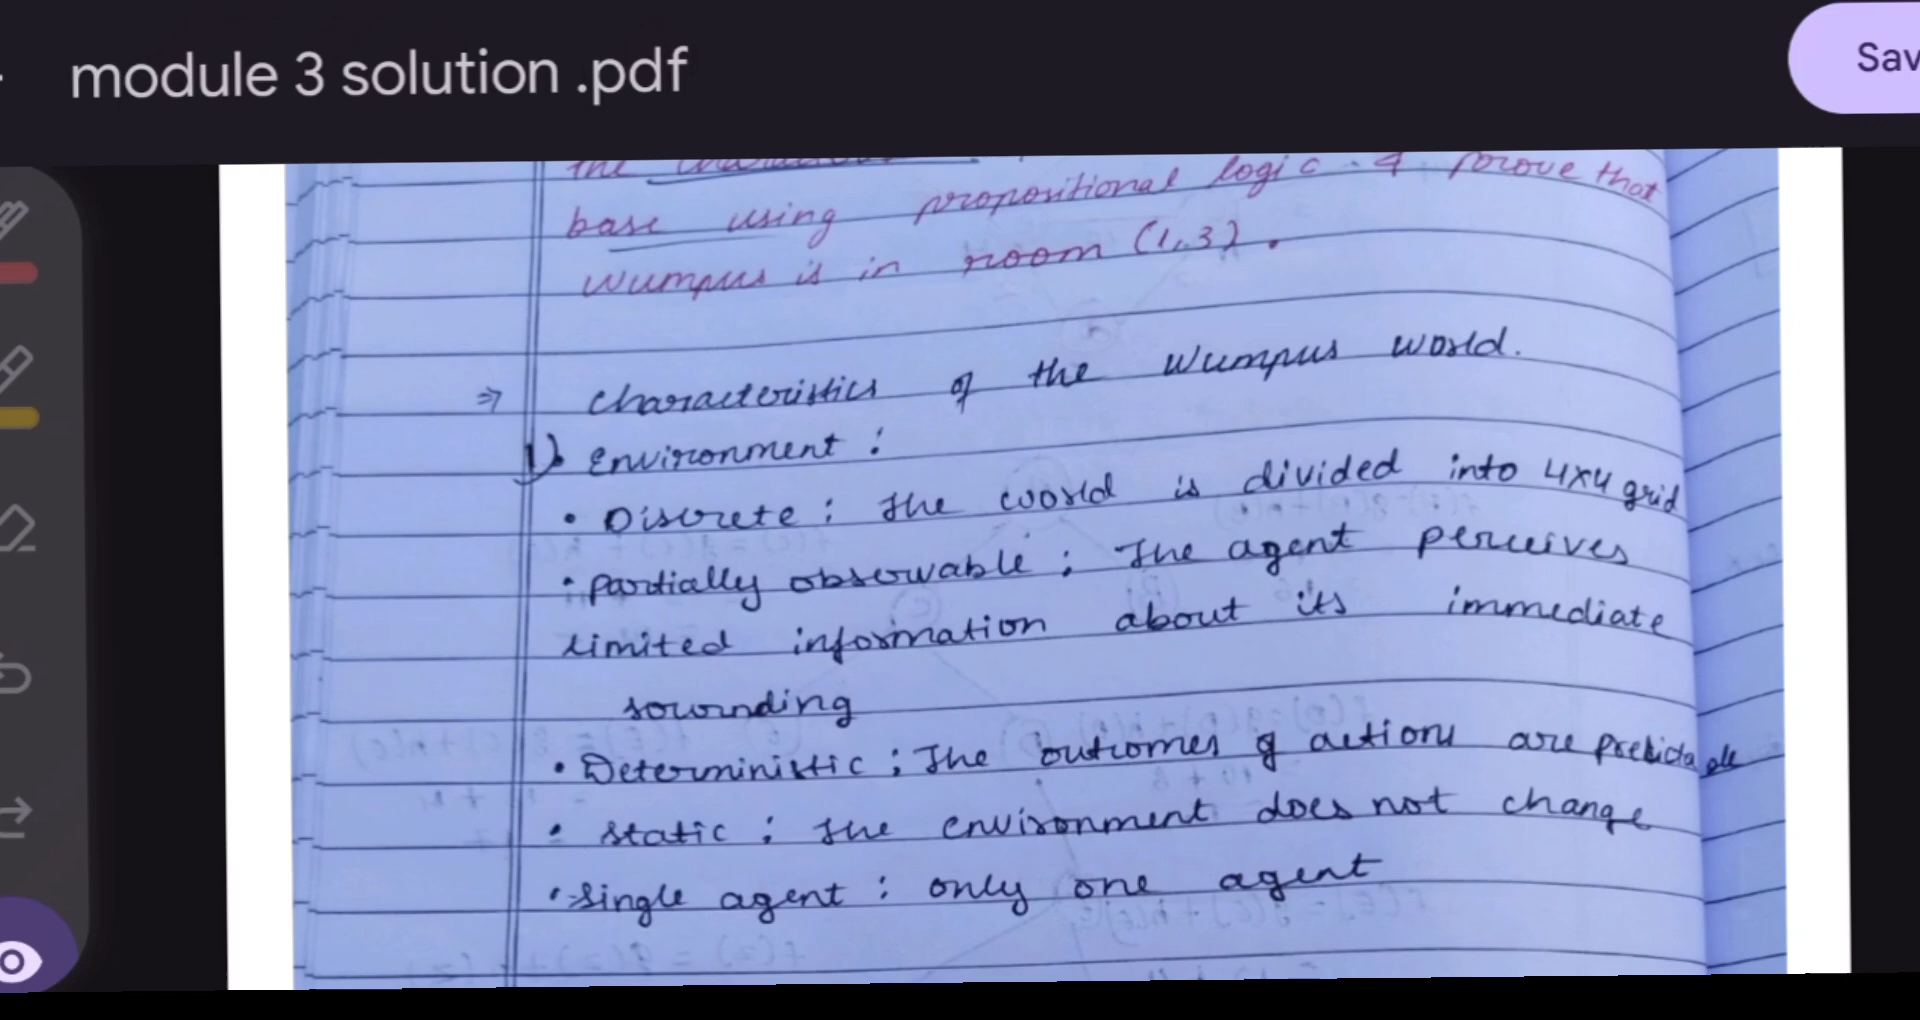 module 3 solution .pdf
Sav
the
base using propositional logic. & prove that
wumpus is in room (1,3).
⇒ characteristics of the Wumpus world.
1). Environment :
• Discrete : the world is divided into 4x4 grid
• partially observable : The agent percuives
limited information about its immediate
sorounding
• Deterministic : The outcomes of actions are predictable
• static : the environment does not change
• single agent : only one agent